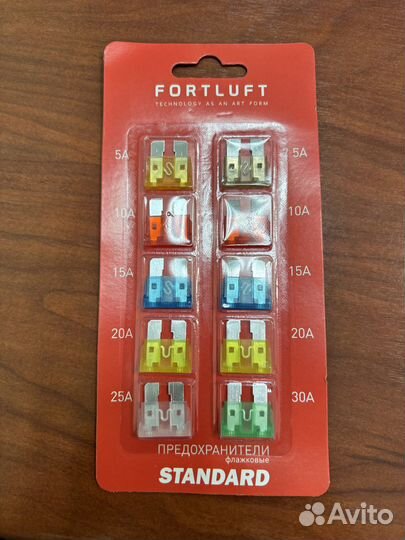 FORTLUFT
TECHNOLOGY AS AN ART FORM
5A 7.5A
10A 10A
15A 15A
20A 20A
25A 30A
ПРЕДОХРАНИТЕЛИ
флажковые
STANDARD
Avito